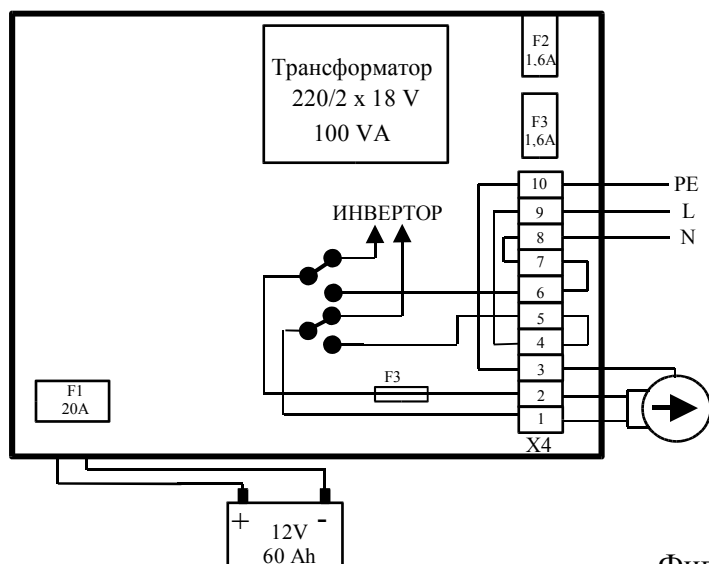 F2
1,6A
Трансформатор
220/2 x 18 V
100 VA
F3
1,6A
10
PE
ИНВЕРТОР
9
L
8
N
7
6
5
4
3
F3
2
F1
20A
1
X4
+ -
12V
60 Ah